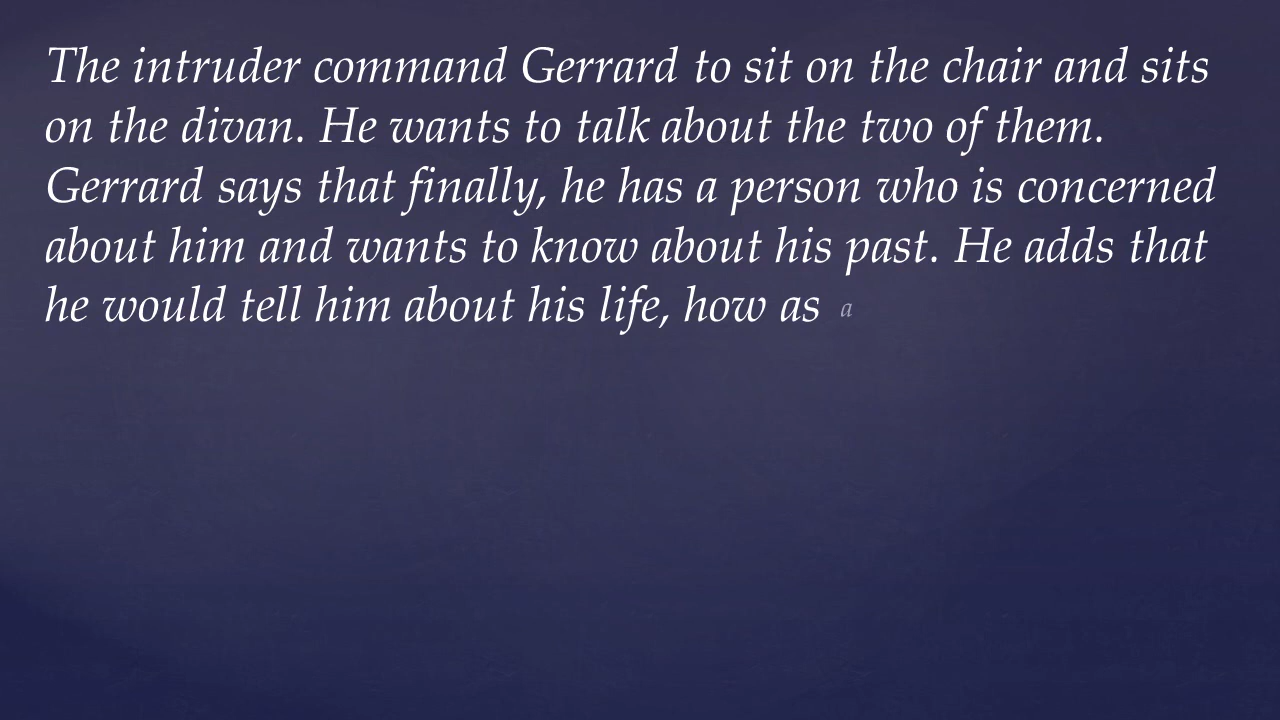 The intruder command Gerrard to sit on the chair and sits
on the divan. He wants to talk about the two of them.
Gerrard says that finally, he has a person who is concerned
about him and wants to know about his past. He adds that
he would tell him about his life, how as a